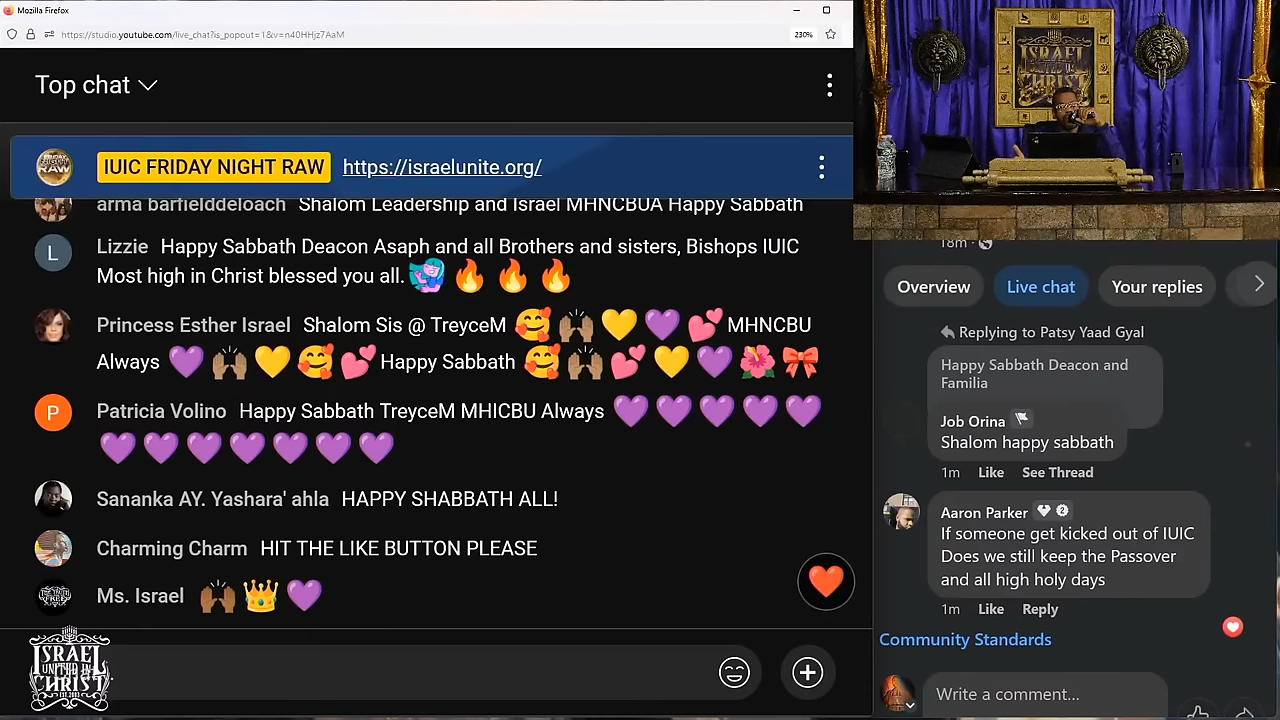 Mozilla Firefox
https://studio.youtube.com/live_chat?is_popout=1&v=n40HHjz7AaM
230%
Top chat
IUIC FRIDAY NIGHT RAW https://israelunite.org/
arma barfielddeloach Shalom Leadership and Israel MHNCBUA Happy Sabbath
L
Lizzie Happy Sabbath Deacon Asaph and all Brothers and sisters, Bishops IUIC
Most high in Christ blessed you all. 🔥 🔥 🔥
Princess Esther Israel Shalom Sis @ TreyceM 🥰 🙌🏽 💛 💜 💕 MHNCBU
Always 💜 🙌🏽 💛 🥰 💕 Happy Sabbath 🥰 🙌🏽 💕 💛 💜 🌺 🎀
P
Patricia Volino Happy Sabbath TreyceM MHICBU Always 💜 💜 💜 💜 💜
💜 💜 💜 💜 💜 💜 💜
Sananka AY. Yashara' ahla HAPPY SHABBATH ALL!
Charming Charm HIT THE LIKE BUTTON PLEASE
Ms. Israel 🙌🏾 👑 💜
ISRAEL
UNITED IN
CHRIST
ISRAEL
UNITED IN
CHRIST
18m
Overview
Live chat
Your replies
Replying to Patsy Yaad Gyal
Happy Sabbath Deacon and
Familia
Job Orina
Shalom happy sabbath
1m Like See Thread
Aaron Parker
If someone get kicked out of IUIC
Does we still keep the Passover
and all high holy days
1m Like Reply
Community Standards
Write a comment...